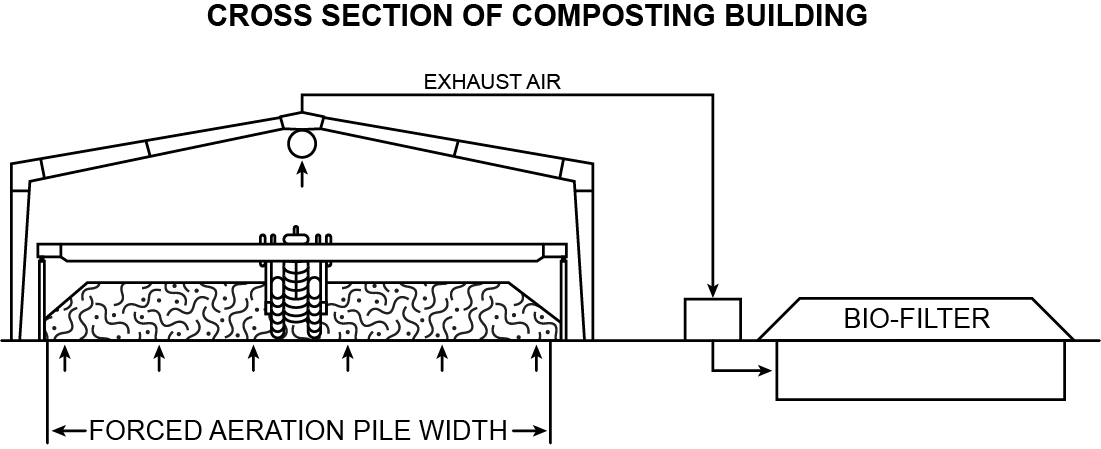 CROSS SECTION OF COMPOSTING BUILDING
EXHAUST AIR
BIO-FILTER
FORCED AERATION PILE WIDTH